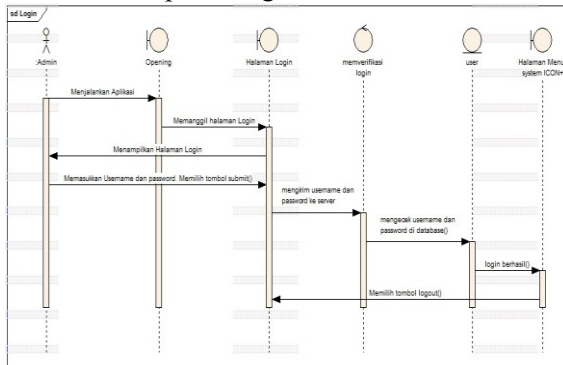 sd Login
Admin
Opening
Halaman Login
memverifikasi
login
user
Halaman Menu
system ICON+
Menjalankan Aplikasi
Memanggil halaman Login
Menampilkan Halaman Login
Memasukkan Username dan password. Memilih tombol submit()
mengirim username dan
password ke server
mengecek username dan
password di database()
login berhasil()
Memilih tombol logout()